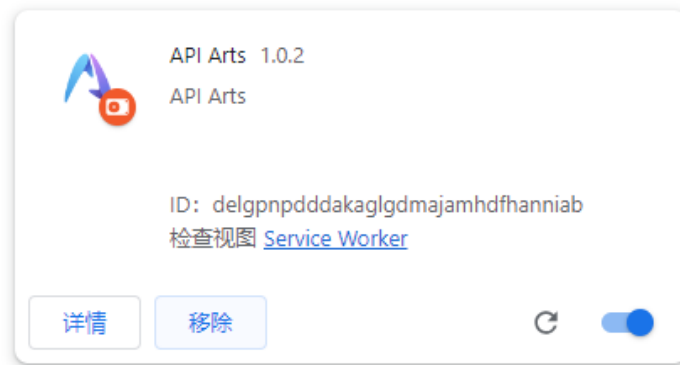 API Arts 1.0.2
API Arts
ID：delgpnpdddakaglgdmajamhdfhanniab
检查视图 Service Worker
详情 移除